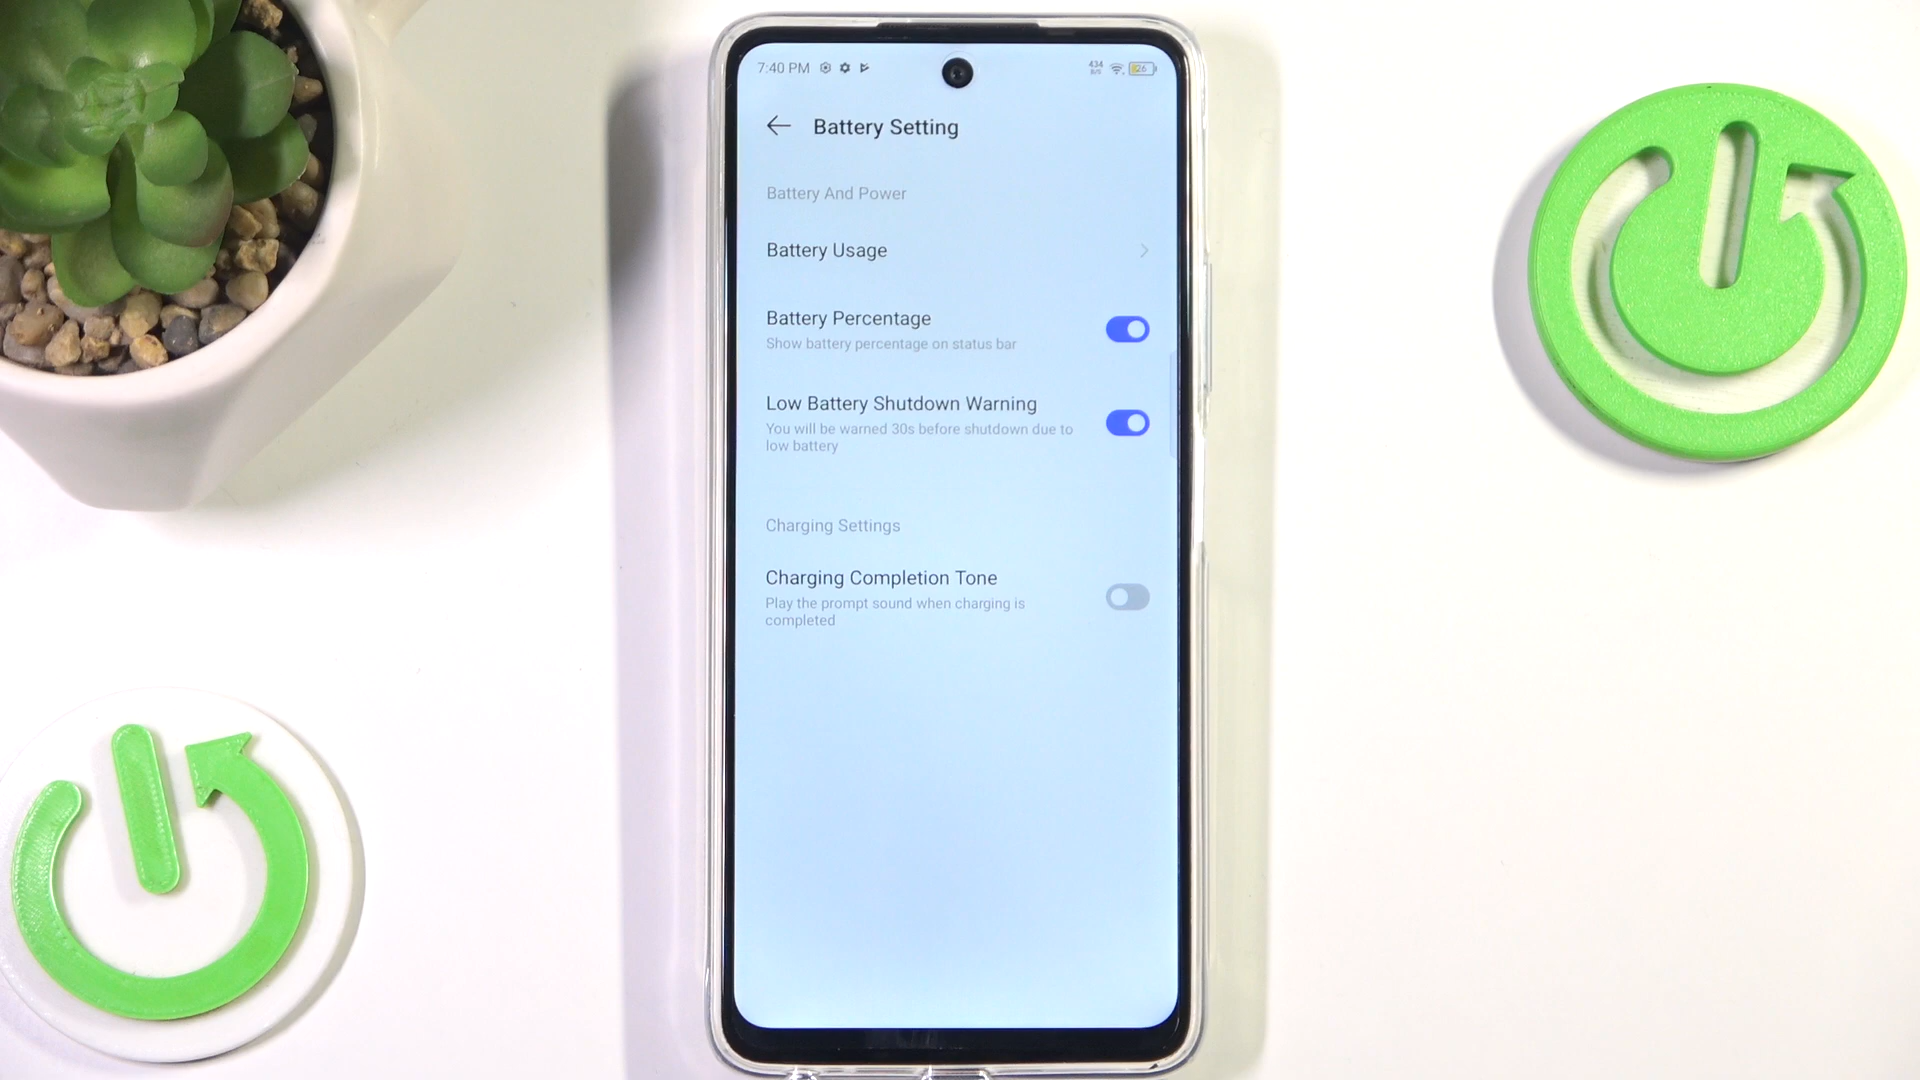 7:40 PM 434 B/S 26
Battery Setting
Battery And Power
Battery Usage
Battery Percentage
Show battery percentage on status bar
Low Battery Shutdown Warning
You will be warned 30s before shutdown due to
low battery
Charging Settings
Charging Completion Tone
Play the prompt sound when charging is
completed